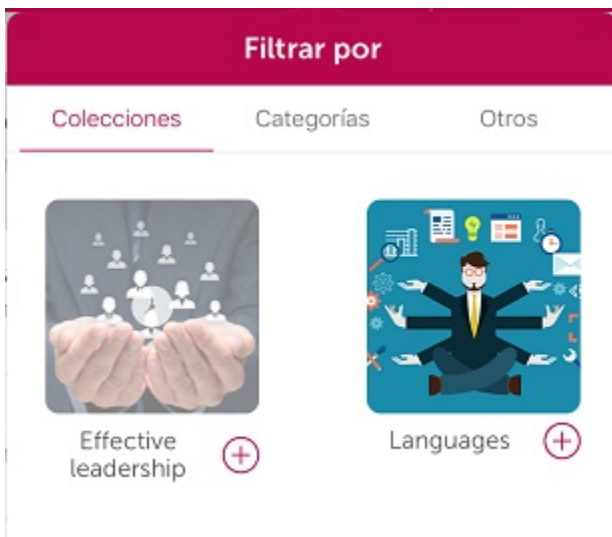 Filtrar por
Colecciones Categorías Otros
Effective
leadership
Languages